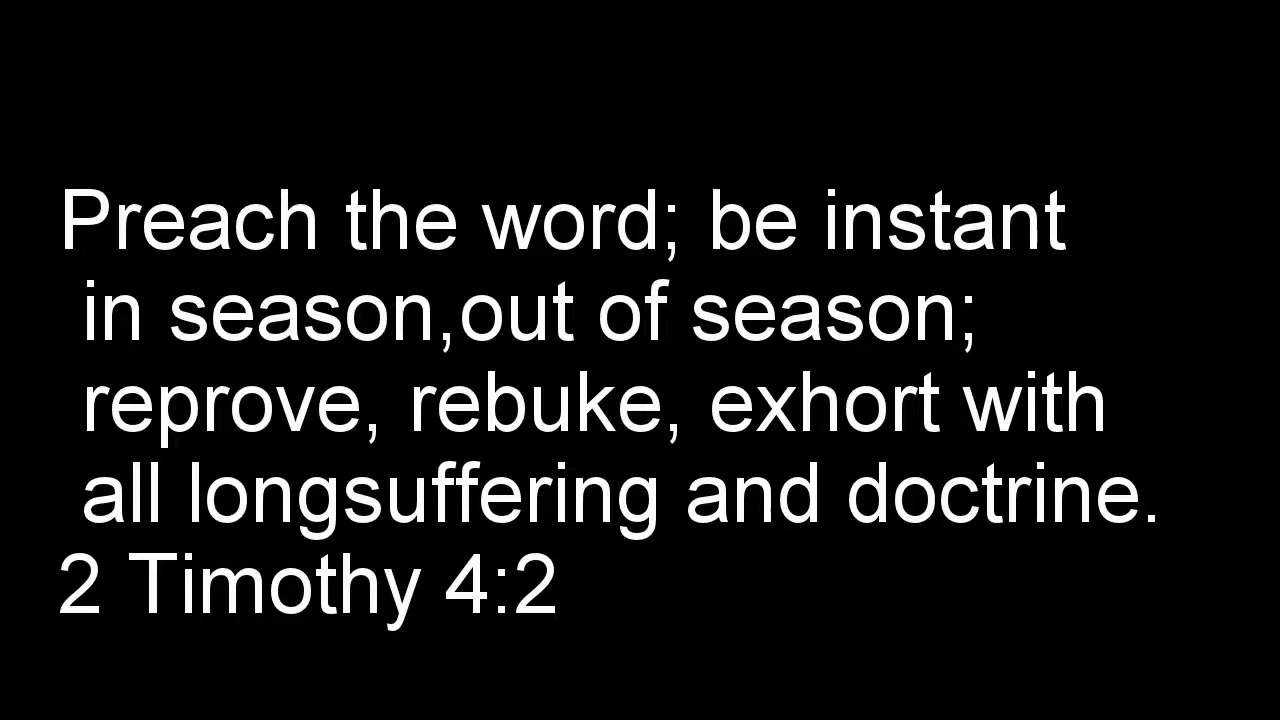 Preach the word; be instant
in season,out of season;
reprove, rebuke, exhort with
all longsuffering and doctrine.
2 Timothy 4:2